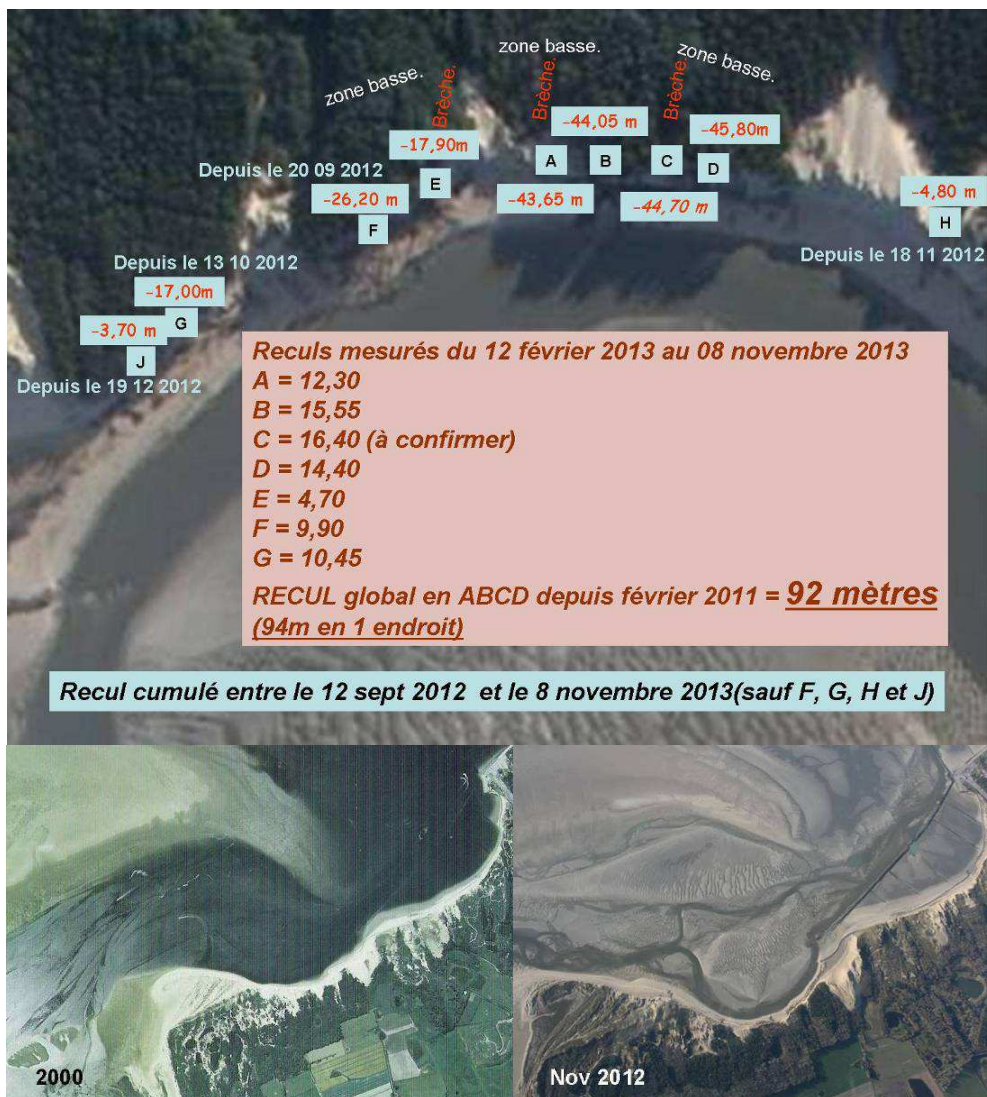 zone basse.
zone basse.
zone basse.
Brèche.
Brèche.
Brèche.
-44,05 m
-45,80m
-17,90m
A
B
C
D
Depuis le 20 09 2012
E
-26,20 m
-43,65 m
-44,70 m
-4,80 m
F
H
Depuis le 18 11 2012
Depuis le 13 10 2012
-17,00m
G
-3,70 m
J
Depuis le 19 12 2012
Reculs mesurés du 12 février 2013 au 08 novembre 2013
A = 12,30
B = 15,55
C = 16,40 (à confirmer)
D = 14,40
E = 4,70
F = 9,90
G = 10,45
RECUL global en ABCD depuis février 2011 = 92 mètres
(94m en 1 endroit)
Recul cumulé entre le 12 sept 2012 et le 8 novembre 2013(sauf F, G, H et J)
2000
Nov 2012